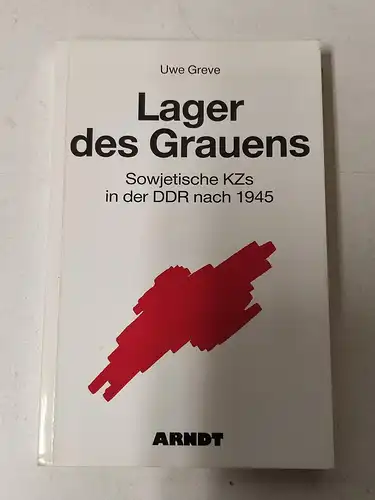 Uwe Greve
Lager
des Grauens
Sowjetische KZs
in der DDR nach 1945
ARNDT